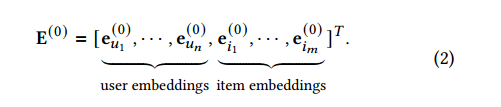 E^(0) = [e_{u_1}^(0), ⋯, e_{u_n}^(0), e_{i_1}^(0), ⋯, e_{i_m}^(0)]^T. (2)
user embeddings item embeddings